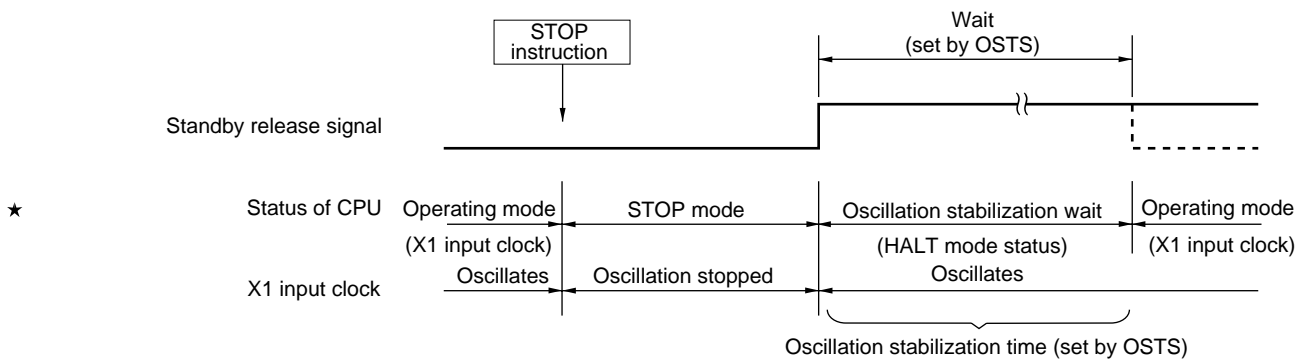 STOP
instruction
Wait
(set by OSTS)
Standby release signal
★ Status of CPU Operating mode STOP mode Oscillation stabilization wait Operating mode
(X1 input clock) (HALT mode status) (X1 input clock)
X1 input clock Oscillates Oscillation stopped Oscillates
Oscillation stabilization time (set by OSTS)